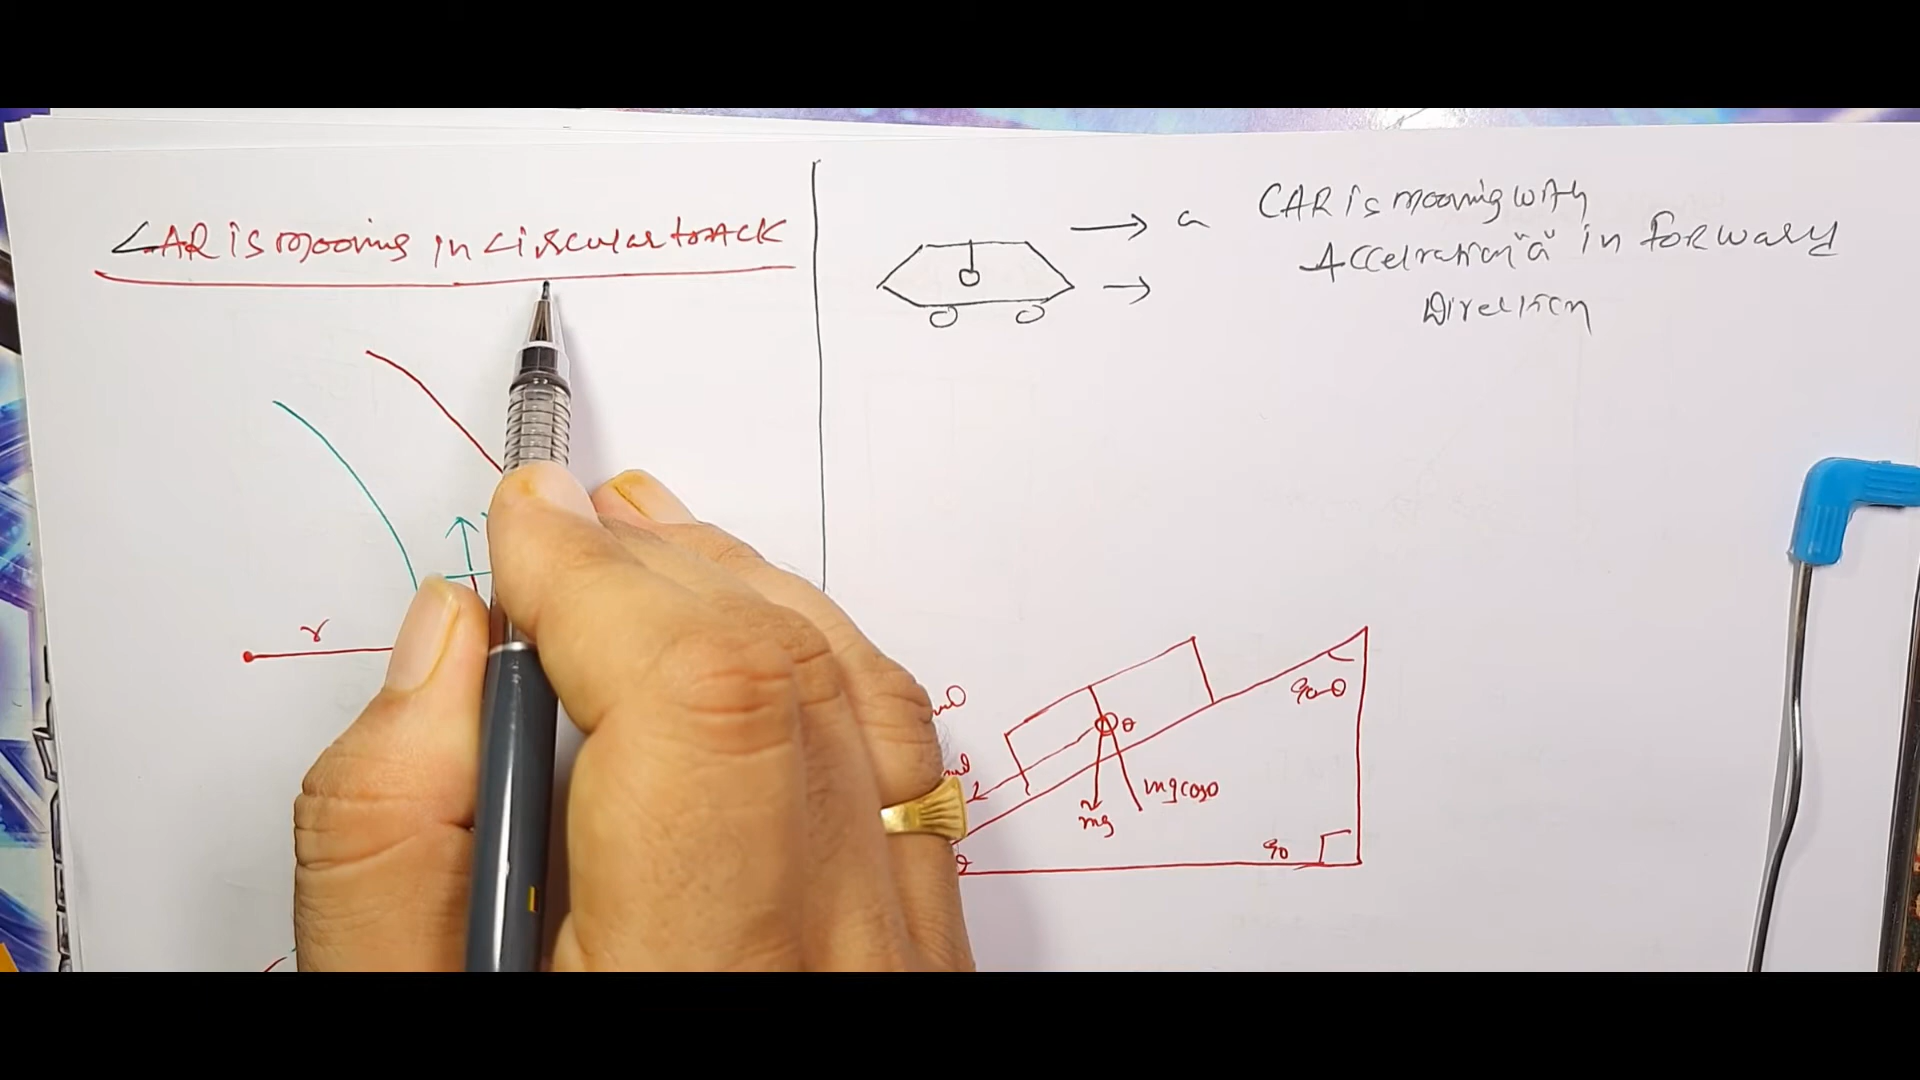 CAR is mooving in circular track
a
CAR is mooving with
Accelration "a" in forward
Direction
r
90-θ
θ
mg
mgcosθ
90
θ